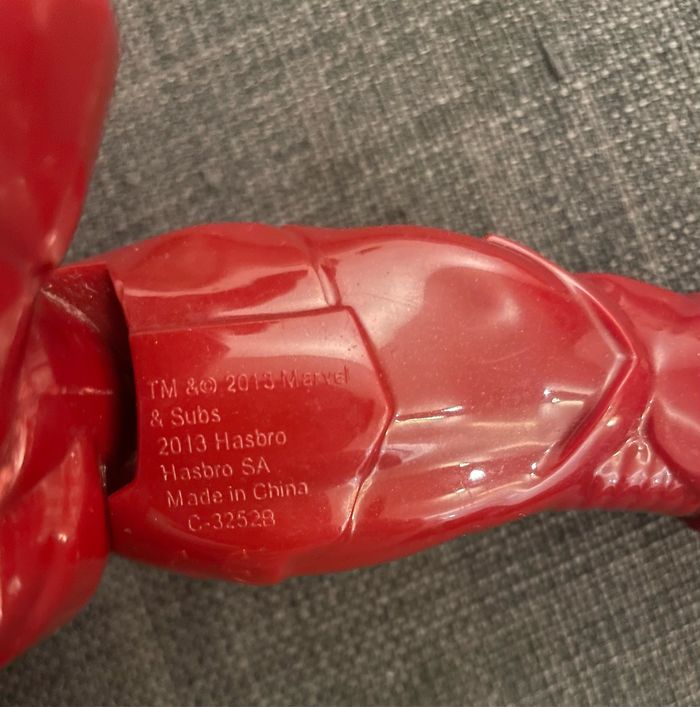 TM &© 2013 Marvel
& Subs
2013 Hasbro
Hasbro SA
Made in China
C-3252B